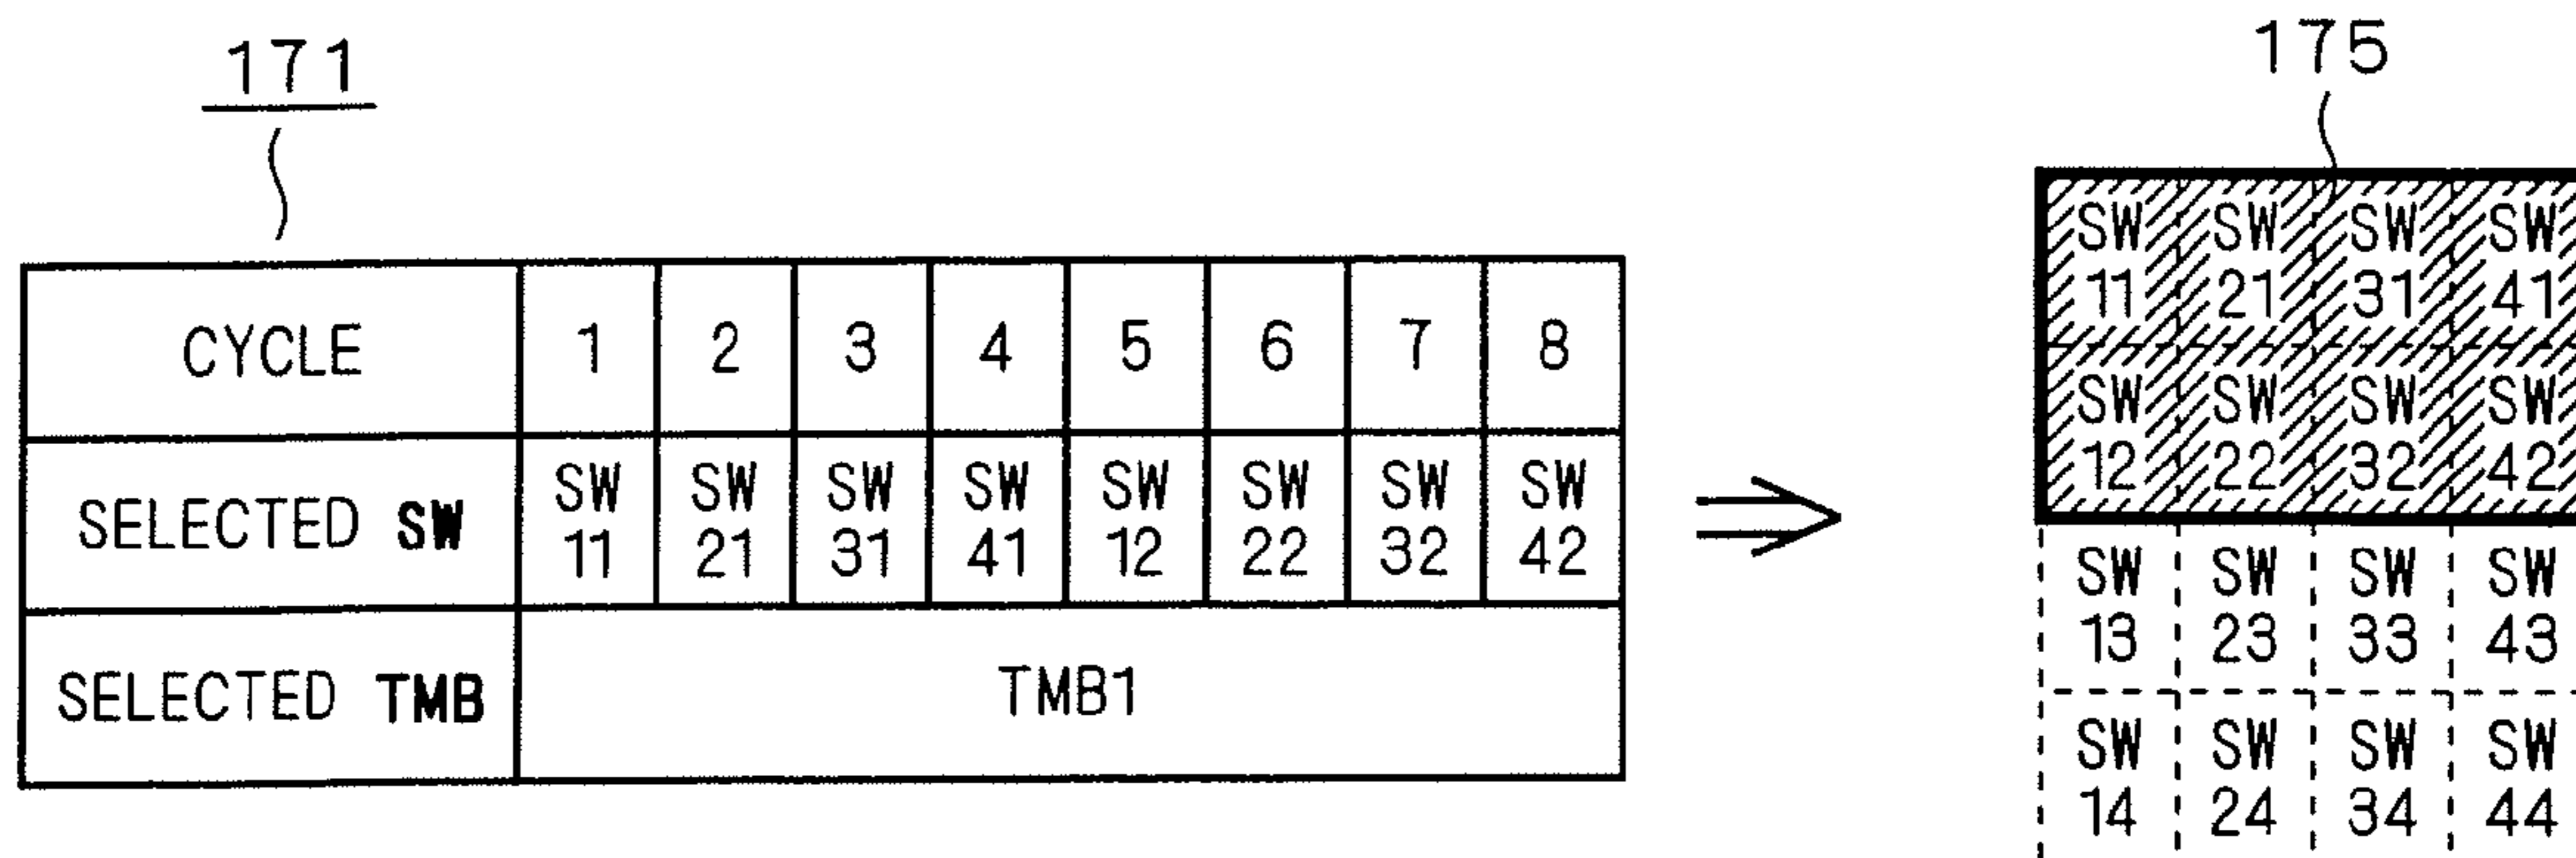 171
175
CYCLE 1 2 3 4 5 6 7 8
SELECTED SW SW SW SW SW SW SW SW SW
11 21 31 41 12 22 32 42
SELECTED TMB TMB1
SW SW SW SW
11 21 31 41
SW SW SW SW
12 22 32 42
SW SW SW SW
13 23 33 43
SW SW SW SW
14 24 34 44